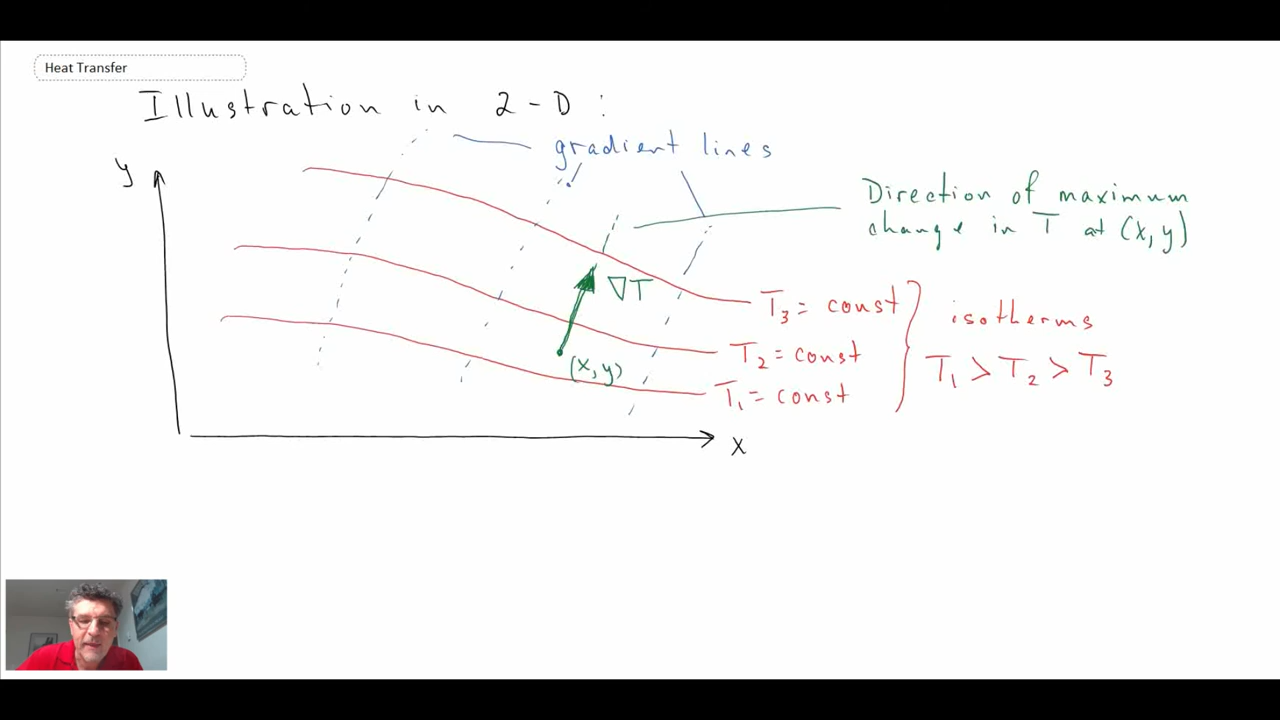 Heat Transfer
Illustration in 2-D :
y
gradient lines
Direction of maximum
change in T at (x,y)
∇T
(x,y)
T₃ = const
T₂ = const
T₁ = const
isotherms
T₁ > T₂ > T₃
x